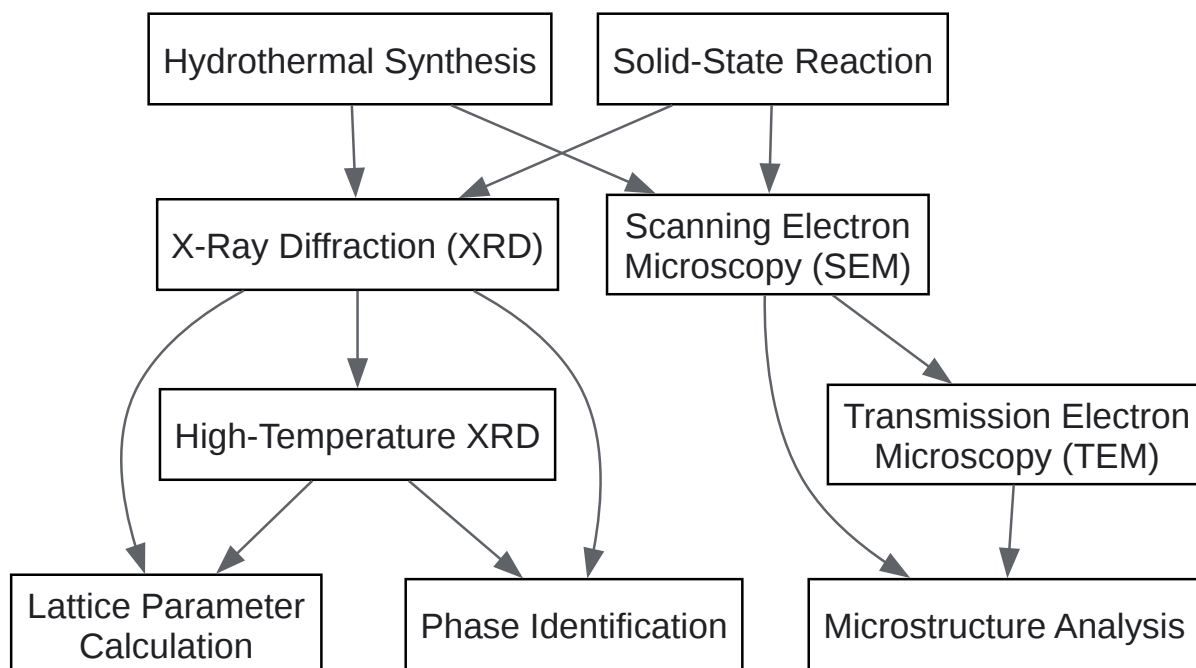 Hydrothermal Synthesis
Solid-State Reaction
X-Ray Diffraction (XRD)
Scanning Electron
Microscopy (SEM)
High-Temperature XRD
Transmission Electron
Microscopy (TEM)
Lattice Parameter
Calculation
Phase Identification
Microstructure Analysis